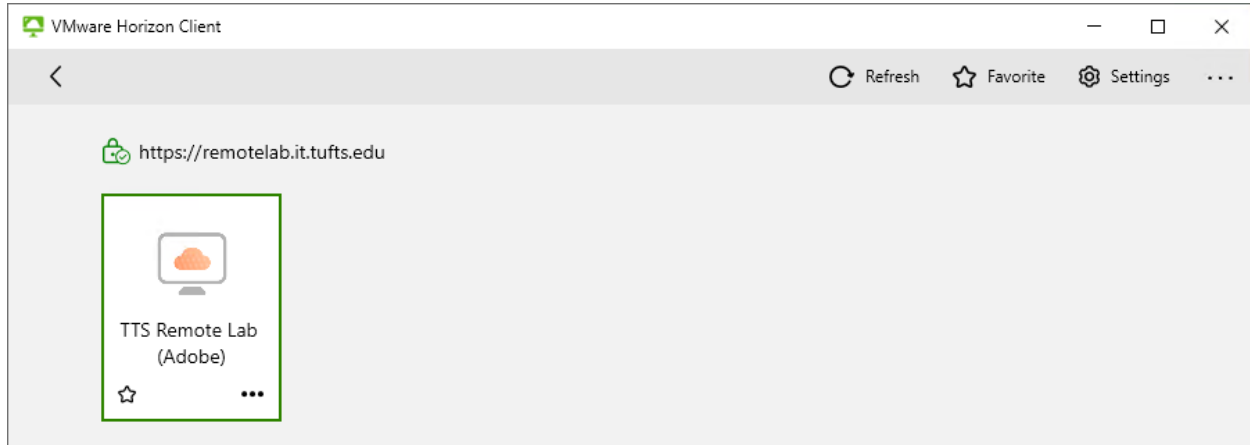 VMware Horizon Client
Refresh Favorite Settings
https://remotelab.it.tufts.edu
TTS Remote Lab
(Adobe)